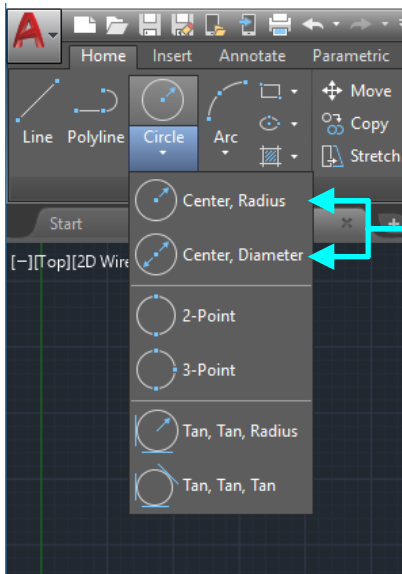 Home Insert Annotate Parametric
Line Polyline Circle Arc
Move
Copy
Stretch
Start
[−][Top][2D Wire
Center, Radius
Center, Diameter
2-Point
3-Point
Tan, Tan, Radius
Tan, Tan, Tan